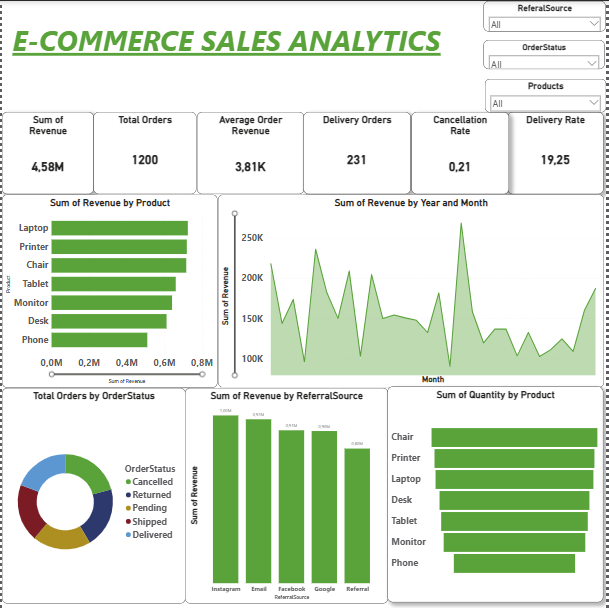 E-COMMERCE SALES ANALYTICS
ReferalSource
All
OrderStatus
All
Products
All
Sum of
Revenue
4,58M
Total Orders
1200
Average Order
Revenue
3,81K
Delivery Orders
231
Cancellation
Rate
0,21
Delivery Rate
19,25
Sum of Revenue by Product
Product
Laptop
Printer
Chair
Tablet
Monitor
Desk
Phone
0,0M 0,2M 0,4M 0,6M 0,8M
Sum of Revenue
Sum of Revenue by Year and Month
Sum of Revenue
250K
200K
150K
100K
Month
Total Orders by OrderStatus
OrderStatus
Cancelled
Returned
Pending
Shipped
Delivered
Sum of Revenue by ReferralSource
Sum of Revenue
Instagram Email Facebook Google Referral
ReferralSource
Sum of Quantity by Product
Chair
Printer
Laptop
Desk
Tablet
Monitor
Phone